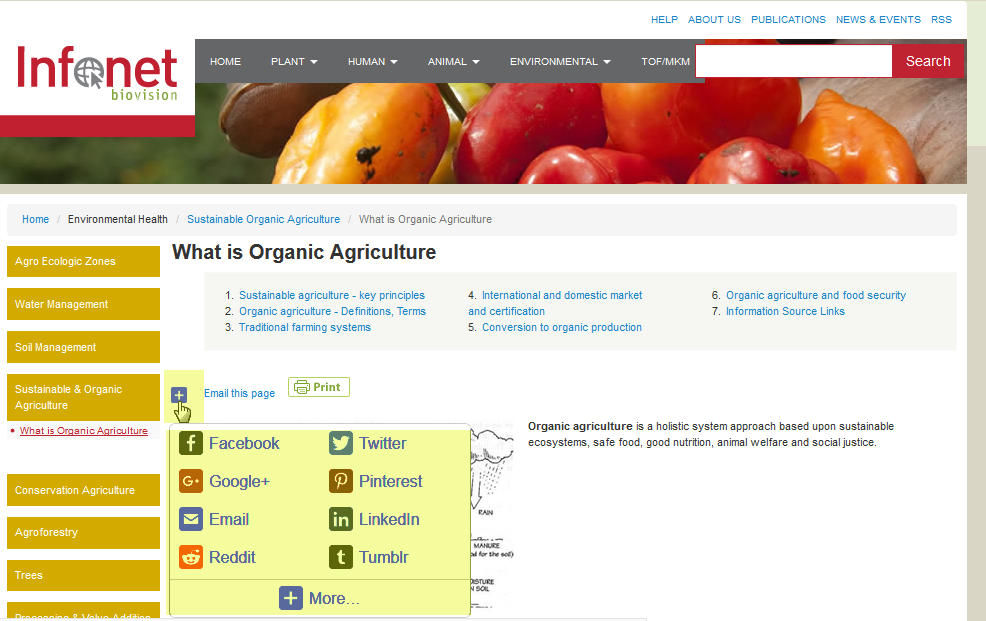 HELP ABOUT US PUBLICATIONS NEWS & EVENTS RSS
Infonet
biovision
HOME PLANT HUMAN ANIMAL ENVIRONMENTAL TOF/MKM Search
Home / Environmental Health / Sustainable Organic Agriculture / What is Organic Agriculture
What is Organic Agriculture
Agro Ecologic Zones
Water Management
Soil Management
Sustainable & Organic
Agriculture
What is Organic Agriculture
Conservation Agriculture
Agroforestry
Trees
Processing & Value Addition
1. Sustainable agriculture - key principles
2. Organic agriculture - Definitions, Terms
3. Traditional farming systems
4. International and domestic market
and certification
5. Conversion to organic production
6. Organic agriculture and food security
7. Information Source Links
Email this page Print
Facebook Twitter
Google+ Pinterest
Email LinkedIn
Reddit Tumblr
More...
RAIN
MANURE
for the soil)
SOIL
Organic agriculture is a holistic system approach based upon sustainable
ecosystems, safe food, good nutrition, animal welfare and social justice.